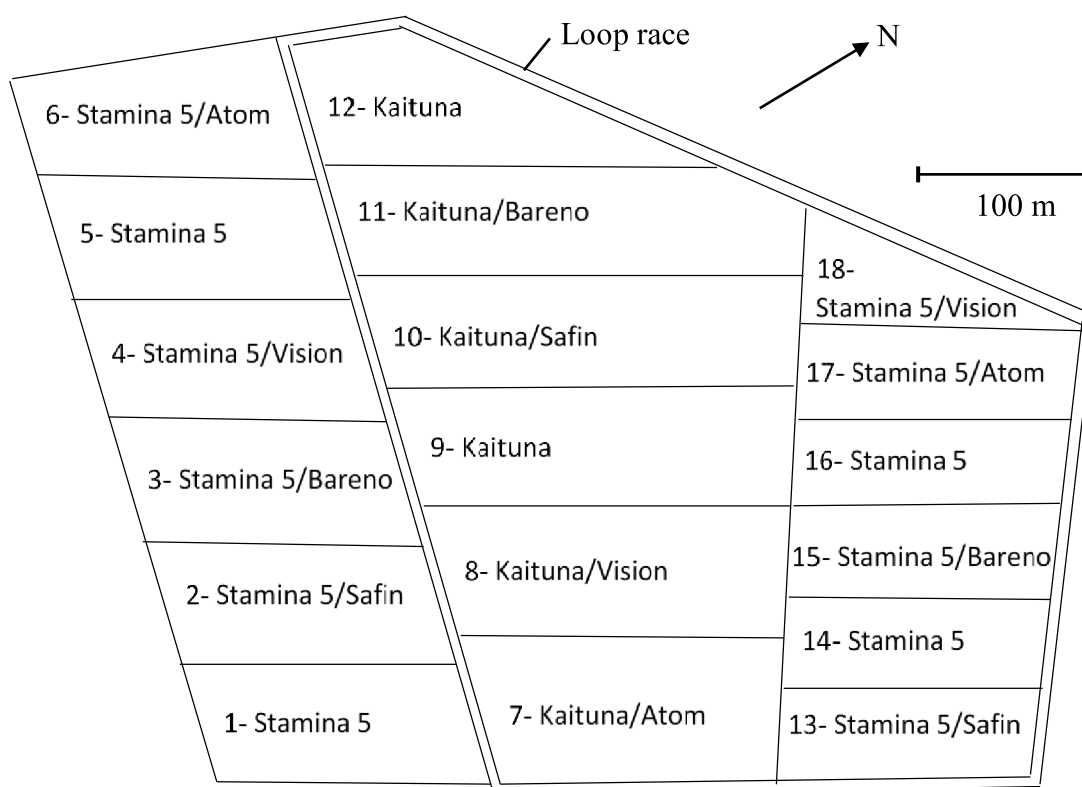 Loop race
N
100 m
6- Stamina 5/Atom
5- Stamina 5
4- Stamina 5/Vision
3- Stamina 5/Bareno
2- Stamina 5/Safin
1- Stamina 5
12- Kaituna
11- Kaituna/Bareno
10- Kaituna/Safin
9- Kaituna
8- Kaituna/Vision
7- Kaituna/Atom
18-
Stamina 5/Vision
17- Stamina 5/Atom
16- Stamina 5
15- Stamina 5/Bareno
14- Stamina 5
13- Stamina 5/Safin